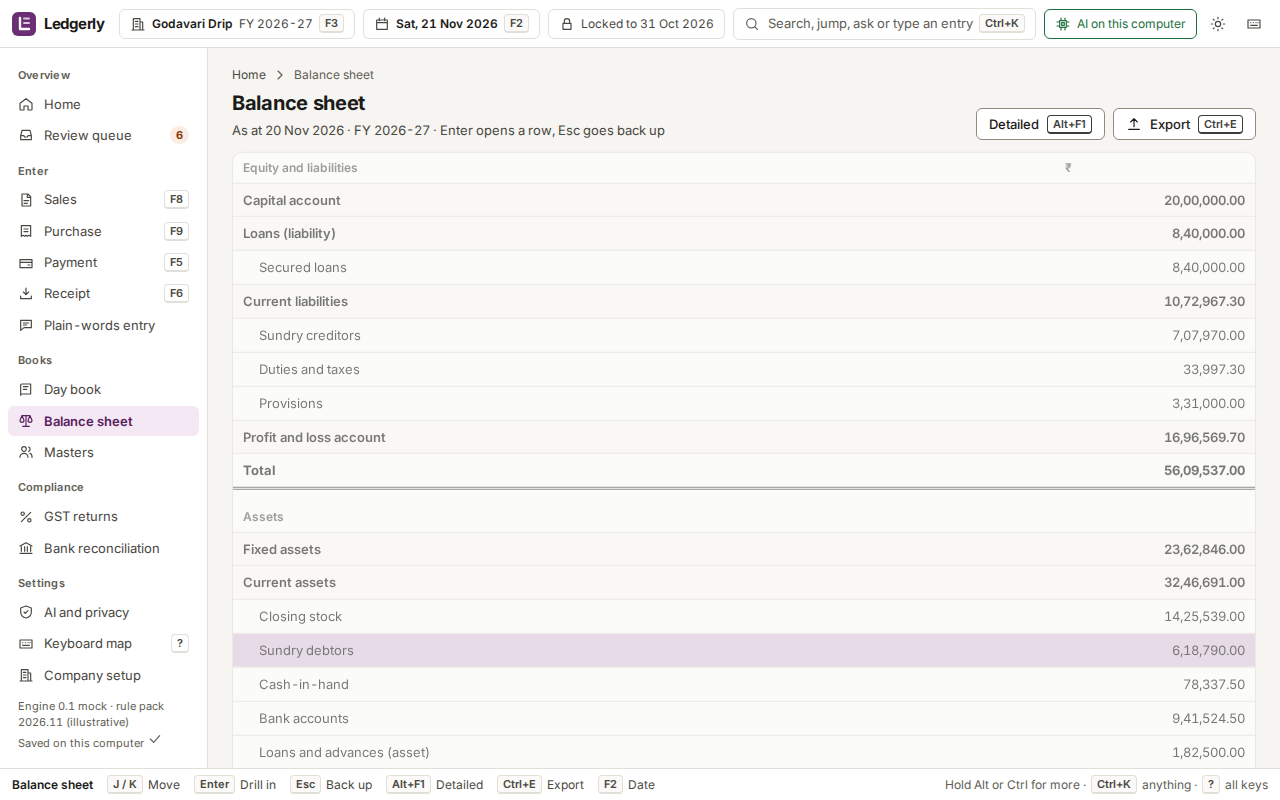 Ledgerly
Godavari Drip FY 2026-27 F3
Sat, 21 Nov 2026 F2
Locked to 31 Oct 2026
Search, jump, ask or type an entry Ctrl+K
AI on this computer
Overview
Home
Review queue 6
Enter
Sales F8
Purchase F9
Payment F5
Receipt F6
Plain-words entry
Books
Day book
Balance sheet
Masters
Compliance
GST returns
Bank reconciliation
Settings
AI and privacy
Keyboard map ?
Company setup
Engine 0.1 mock · rule pack
2026.11 (illustrative)
Saved on this computer
Home > Balance sheet
Balance sheet
As at 20 Nov 2026 · FY 2026-27 · Enter opens a row, Esc goes back up
Detailed Alt+F1
Export Ctrl+E
Equity and liabilities ₹
Capital account 20,00,000.00
Loans (liability) 8,40,000.00
Secured loans 8,40,000.00
Current liabilities 10,72,967.30
Sundry creditors 7,07,970.00
Duties and taxes 33,997.30
Provisions 3,31,000.00
Profit and loss account 16,96,569.70
Total 56,09,537.00
Assets
Fixed assets 23,62,846.00
Current assets 32,46,691.00
Closing stock 14,25,539.00
Sundry debtors 6,18,790.00
Cash-in-hand 78,337.50
Bank accounts 9,41,524.50
Loans and advances (asset) 1,82,500.00
Balance sheet J / K Move Enter Drill in Esc Back up Alt+F1 Detailed Ctrl+E Export F2 Date
Hold Alt or Ctrl for more · Ctrl+K anything · ? all keys